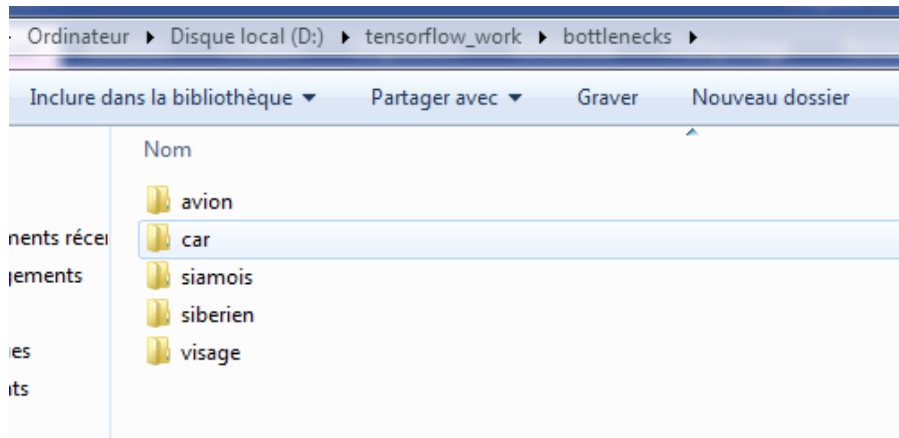 Ordinateur ▸ Disque local (D:) ▸ tensorflow_work ▸ bottlenecks ▸
Inclure dans la bibliothèque ▾ Partager avec ▾ Graver Nouveau dossier
Nom
avion
car
siamois
siberien
visage